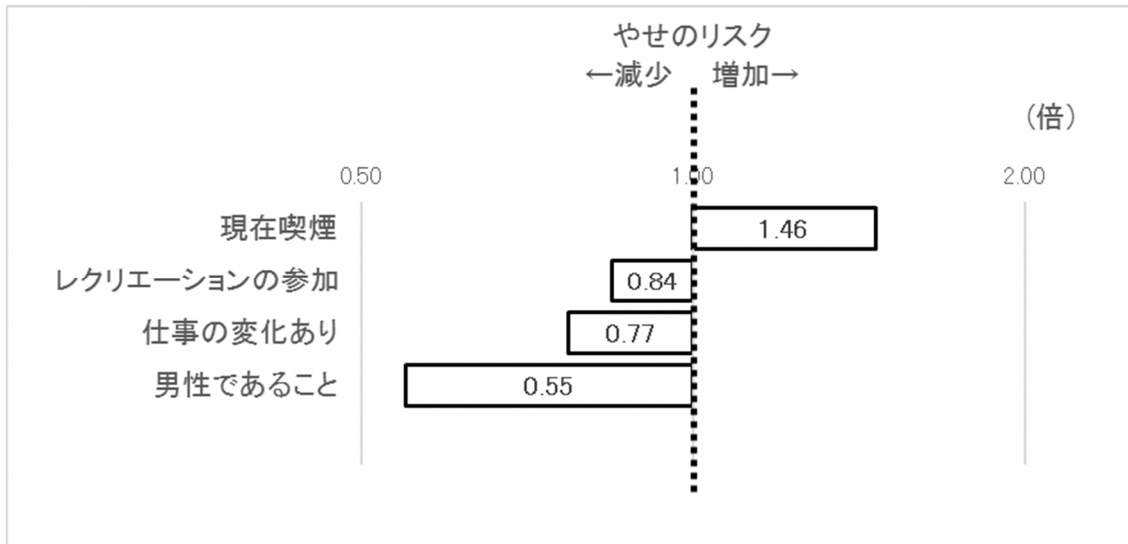 やせのリスク
←減少 増加→
（倍）
0.50 1.00 2.00
現在喫煙 1.46
レクリエーションの参加 0.84
仕事の変化あり 0.77
男性であること 0.55